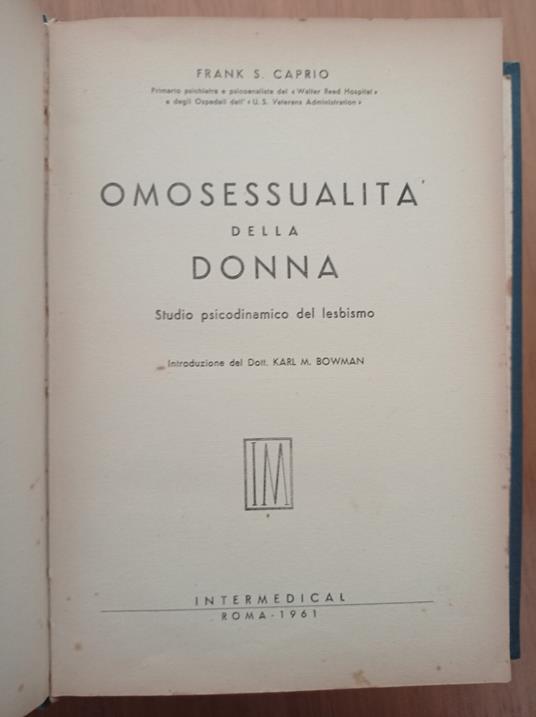 FRANK S. CAPRIO
Primario psichiatra e psicoanalista del « Walter Reed Hospital »
e degli Ospedali dell' « U. S. Veterans Administration »
OMOSESSUALITA'
DELLA
DONNA
Studio psicodinamico del lesbismo
Introduzione del Dott. KARL M. BOWMAN
IM
INTERMEDICAL
ROMA - 1961